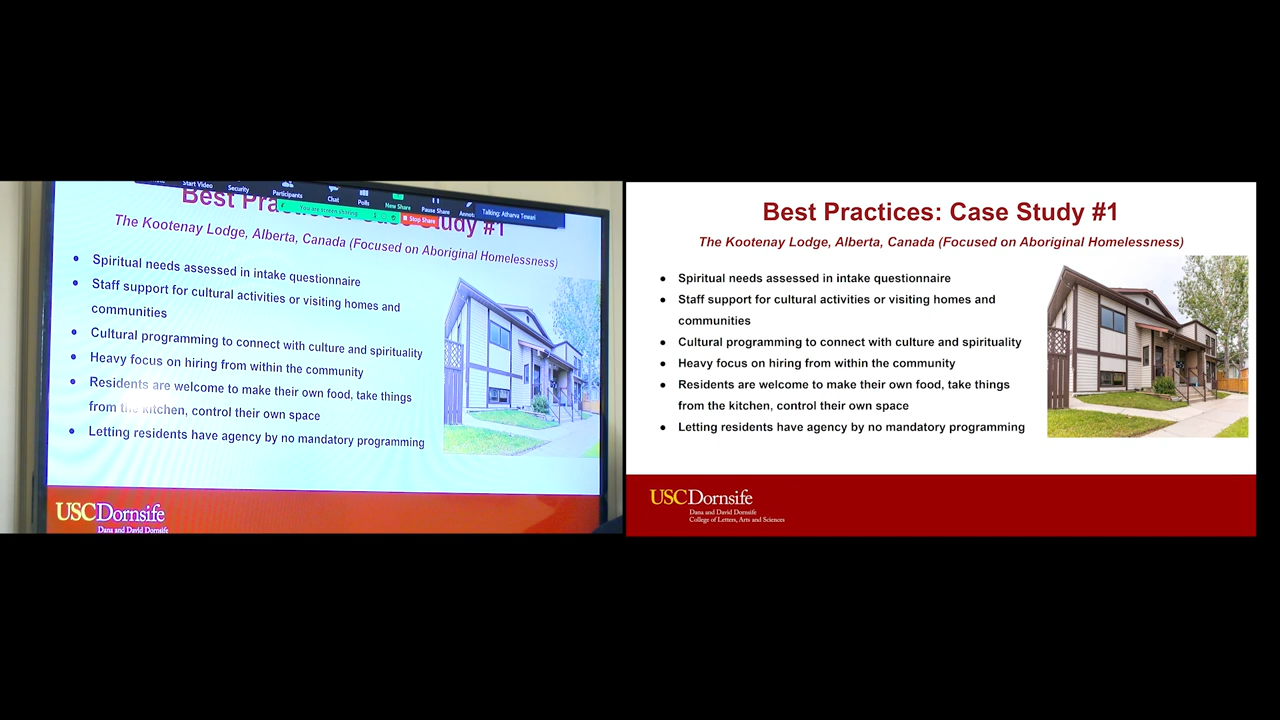 Start Video
Security
Participants
Chat
Polls
New Share
Pause Share
Annot
You are screen sharing
Stop Share
Talking: Atharva Tewari
Best Practices: Case Study #1
The Kootenay Lodge, Alberta, Canada (Focused on Aboriginal Homelessness)
• Spiritual needs assessed in intake questionnaire
• Staff support for cultural activities or visiting homes and
communities
• Cultural programming to connect with culture and spirituality
• Heavy focus on hiring from within the community
• Residents are welcome to make their own food, take things
from the kitchen, control their own space
• Letting residents have agency by no mandatory programming
USCDornsife
Dana and David Dornsife
Best Practices: Case Study #1
The Kootenay Lodge, Alberta, Canada (Focused on Aboriginal Homelessness)
• Spiritual needs assessed in intake questionnaire
• Staff support for cultural activities or visiting homes and
communities
• Cultural programming to connect with culture and spirituality
• Heavy focus on hiring from within the community
• Residents are welcome to make their own food, take things
from the kitchen, control their own space
• Letting residents have agency by no mandatory programming
USCDornsife
Dana and David Dornsife
College of Letters, Arts and Sciences